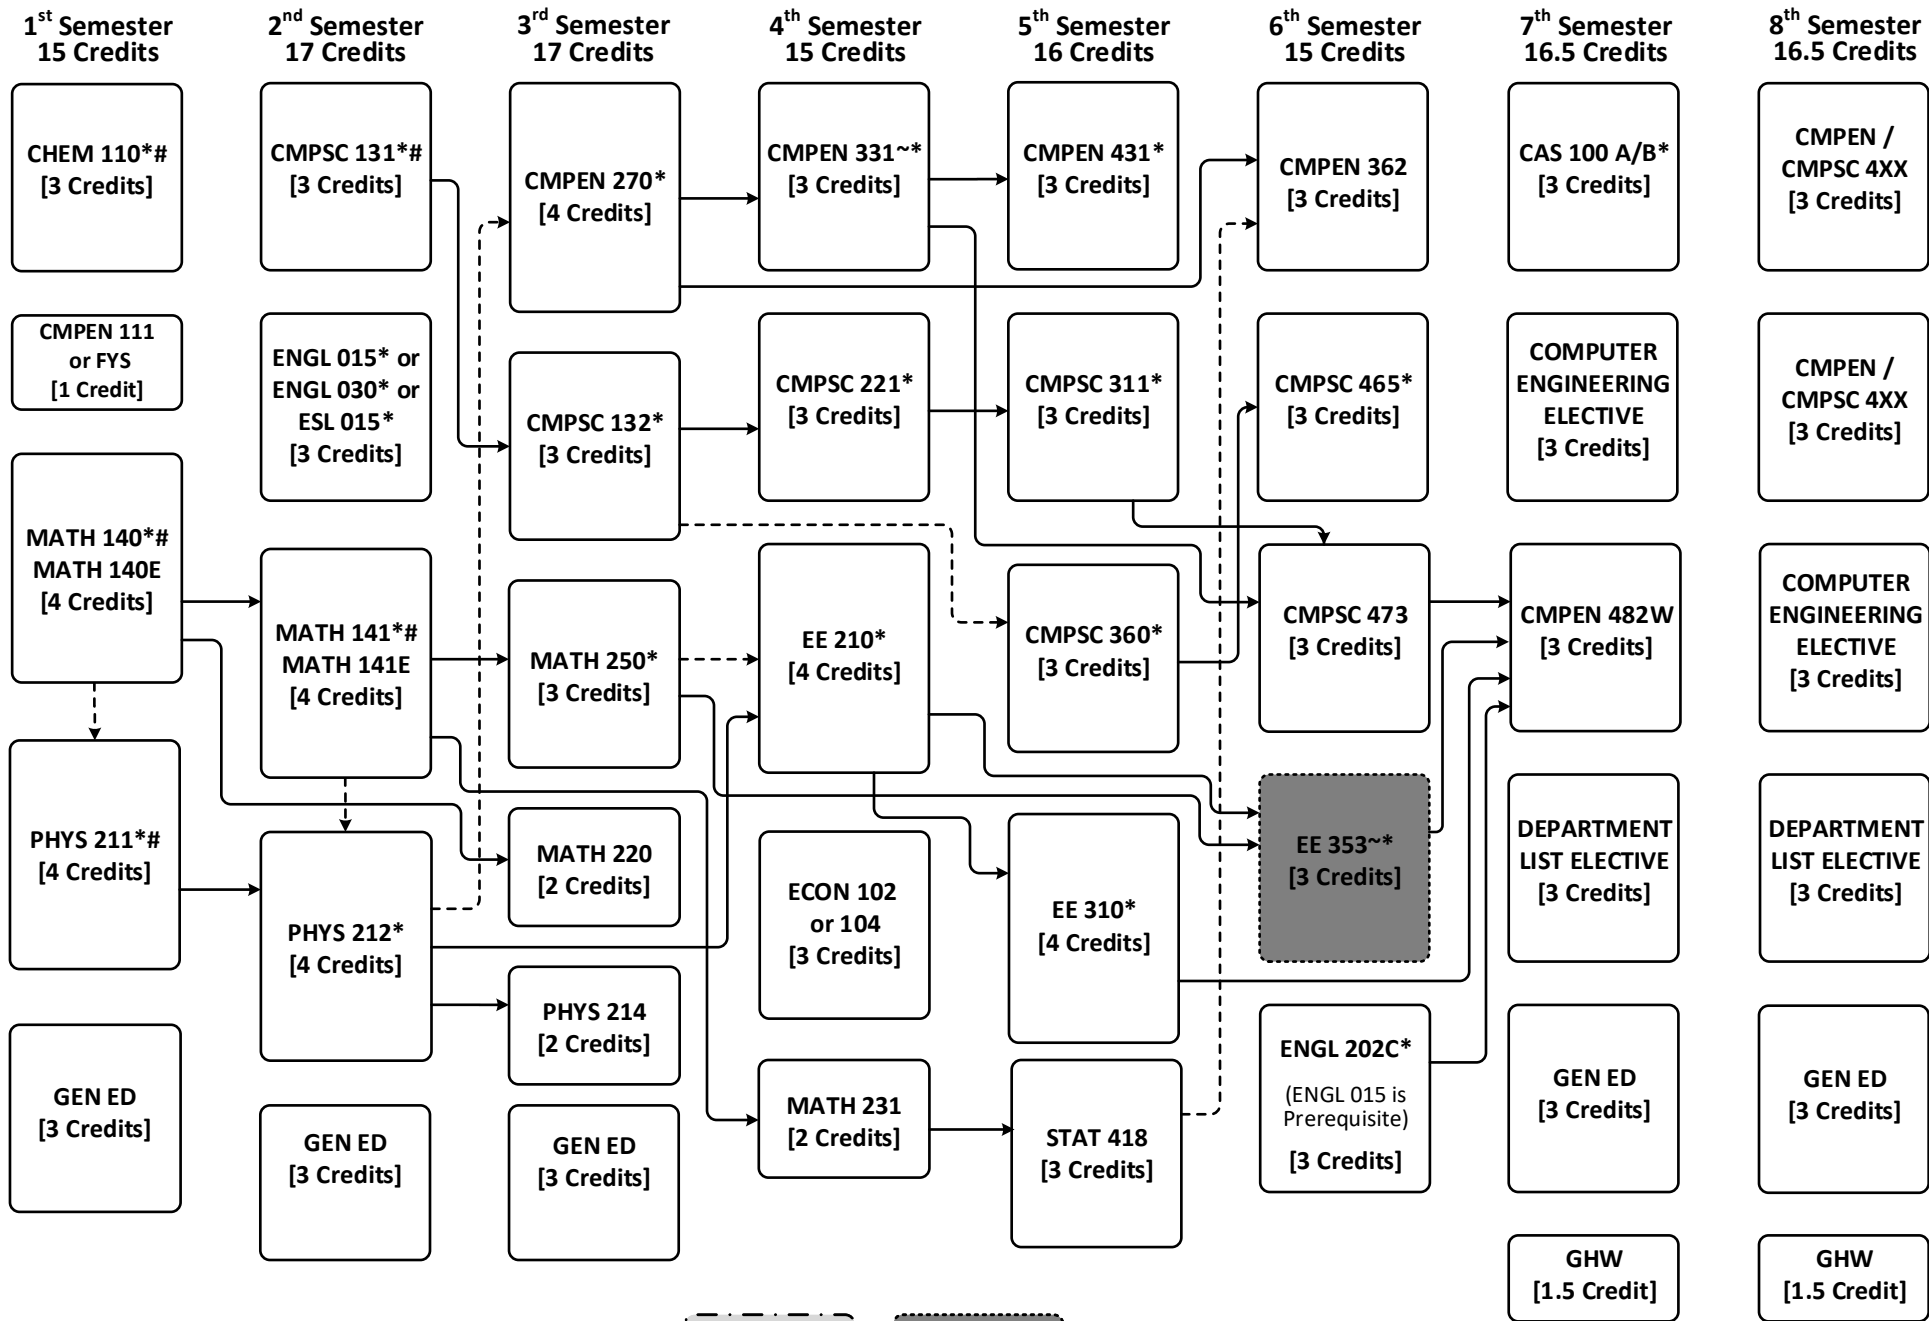 1st Semester
15 Credits
CHEM 110*#
[3 Credits]
CMPEN 111
or FYS
[1 Credit]
MATH 140*#
MATH 140E
[4 Credits]
PHYS 211*#
[4 Credits]
GEN ED
[3 Credits]
2nd Semester
17 Credits
CMPSC 131*#
[3 Credits]
ENGL 015* or
ENGL 030* or
ESL 015*
[3 Credits]
MATH 141*#
MATH 141E
[4 Credits]
PHYS 212*
[4 Credits]
GEN ED
[3 Credits]
3rd Semester
17 Credits
CMPEN 270*
[4 Credits]
CMPSC 132*
[3 Credits]
MATH 250*
[3 Credits]
MATH 220
[2 Credits]
PHYS 214
[2 Credits]
GEN ED
[3 Credits]
4th Semester
15 Credits
CMPEN 331~*
[3 Credits]
CMPSC 221*
[3 Credits]
EE 210*
[4 Credits]
ECON 102
or 104
[3 Credits]
MATH 231
[2 Credits]
5th Semester
16 Credits
CMPEN 431*
[3 Credits]
CMPSC 311*
[3 Credits]
CMPSC 360*
[3 Credits]
EE 310*
[4 Credits]
STAT 418
[3 Credits]
6th Semester
15 Credits
CMPEN 362
[3 Credits]
CMPSC 465*
[3 Credits]
CMPSC 473
[3 Credits]
EE 353~*
[3 Credits]
ENGL 202C*
(ENGL 015 is
Prerequisite)
[3 Credits]
7th Semester
16.5 Credits
CAS 100 A/B*
[3 Credits]
COMPUTER
ENGINEERING
ELECTIVE
[3 Credits]
CMPEN 482W
[3 Credits]
DEPARTMENT
LIST ELECTIVE
[3 Credits]
GEN ED
[3 Credits]
GHW
[1.5 Credit]
8th Semester
16.5 Credits
CMPEN /
CMPSC 4XX
[3 Credits]
CMPEN /
CMPSC 4XX
[3 Credits]
COMPUTER
ENGINEERING
ELECTIVE
[3 Credits]
DEPARTMENT
LIST ELECTIVE
[3 Credits]
GEN ED
[3 Credits]
GHW
[1.5 Credit]